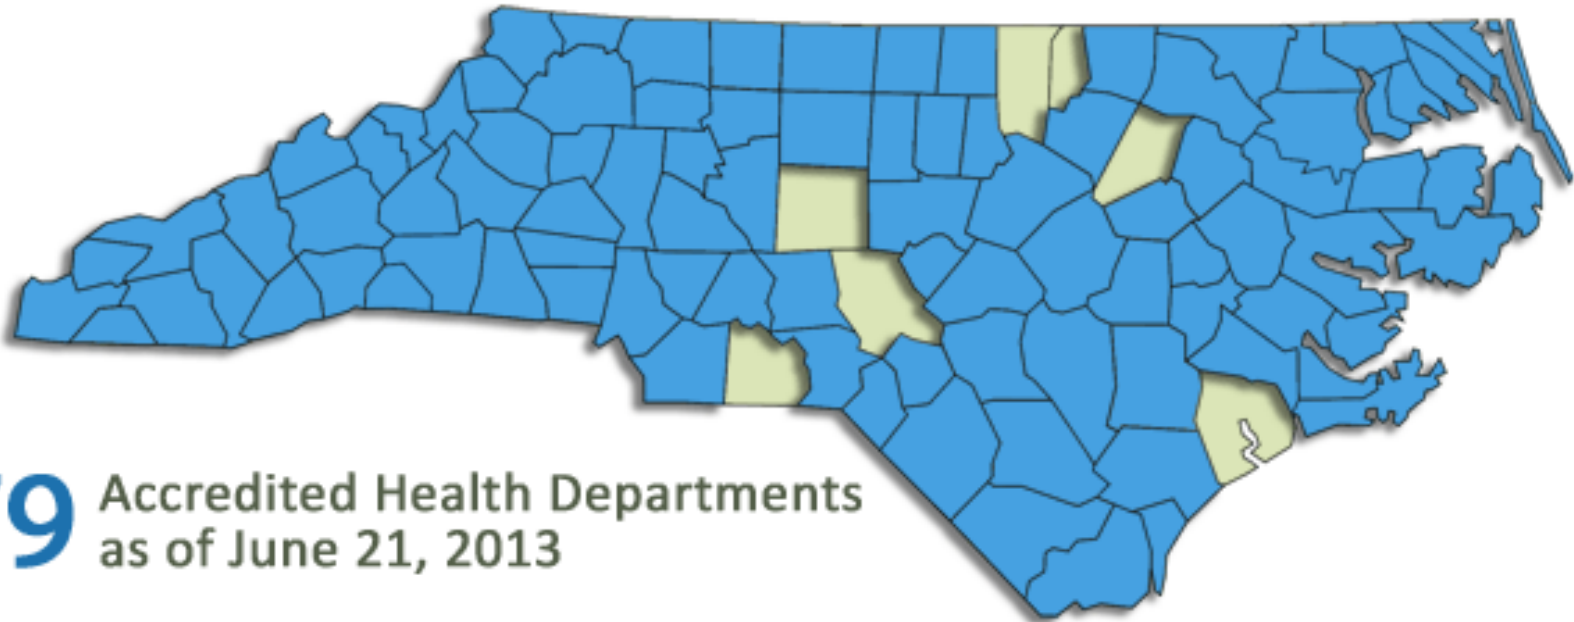 9 Accredited Health Departments
as of June 21, 2013